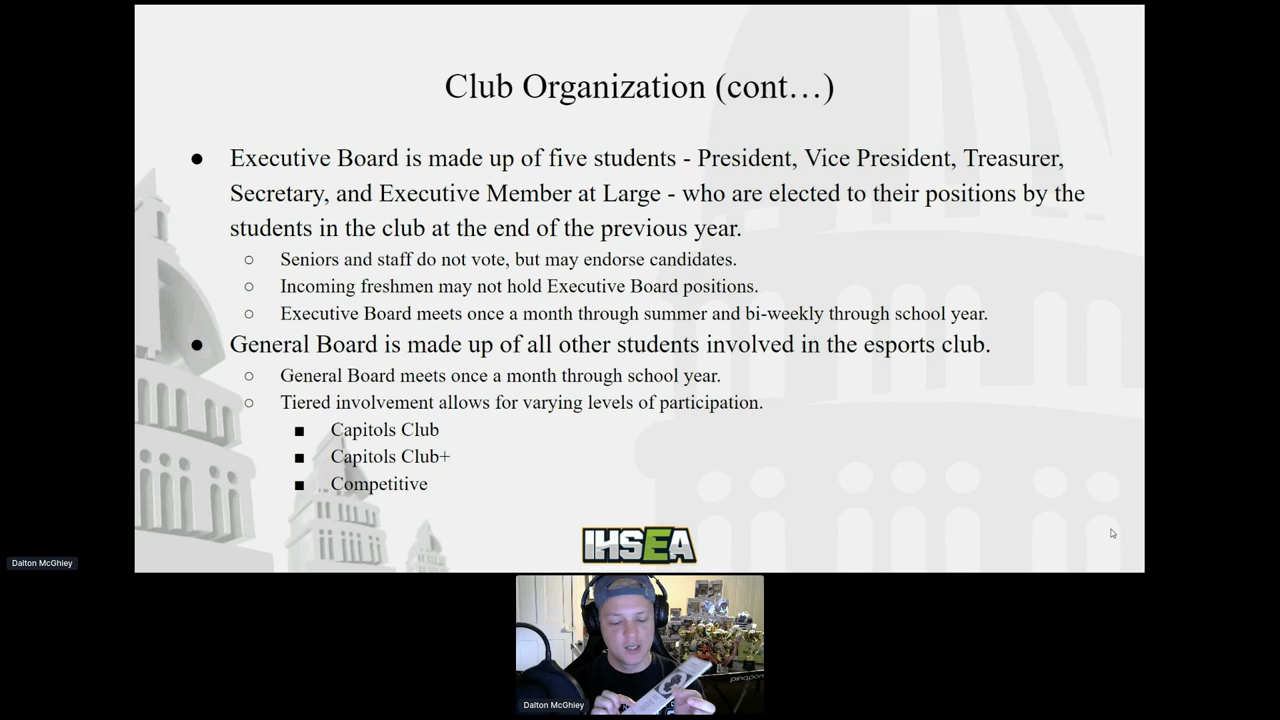 Club Organization (cont…)
● Executive Board is made up of five students - President, Vice President, Treasurer,
Secretary, and Executive Member at Large - who are elected to their positions by the
students in the club at the end of the previous year.
○ Seniors and staff do not vote, but may endorse candidates.
○ Incoming freshmen may not hold Executive Board positions.
○ Executive Board meets once a month through summer and bi-weekly through school year.
● General Board is made up of all other students involved in the esports club.
○ General Board meets once a month through school year.
○ Tiered involvement allows for varying levels of participation.
■ Capitols Club
■ Capitols Club+
■ Competitive
IHSEA
Dalton McGhley
Dalton McGhley